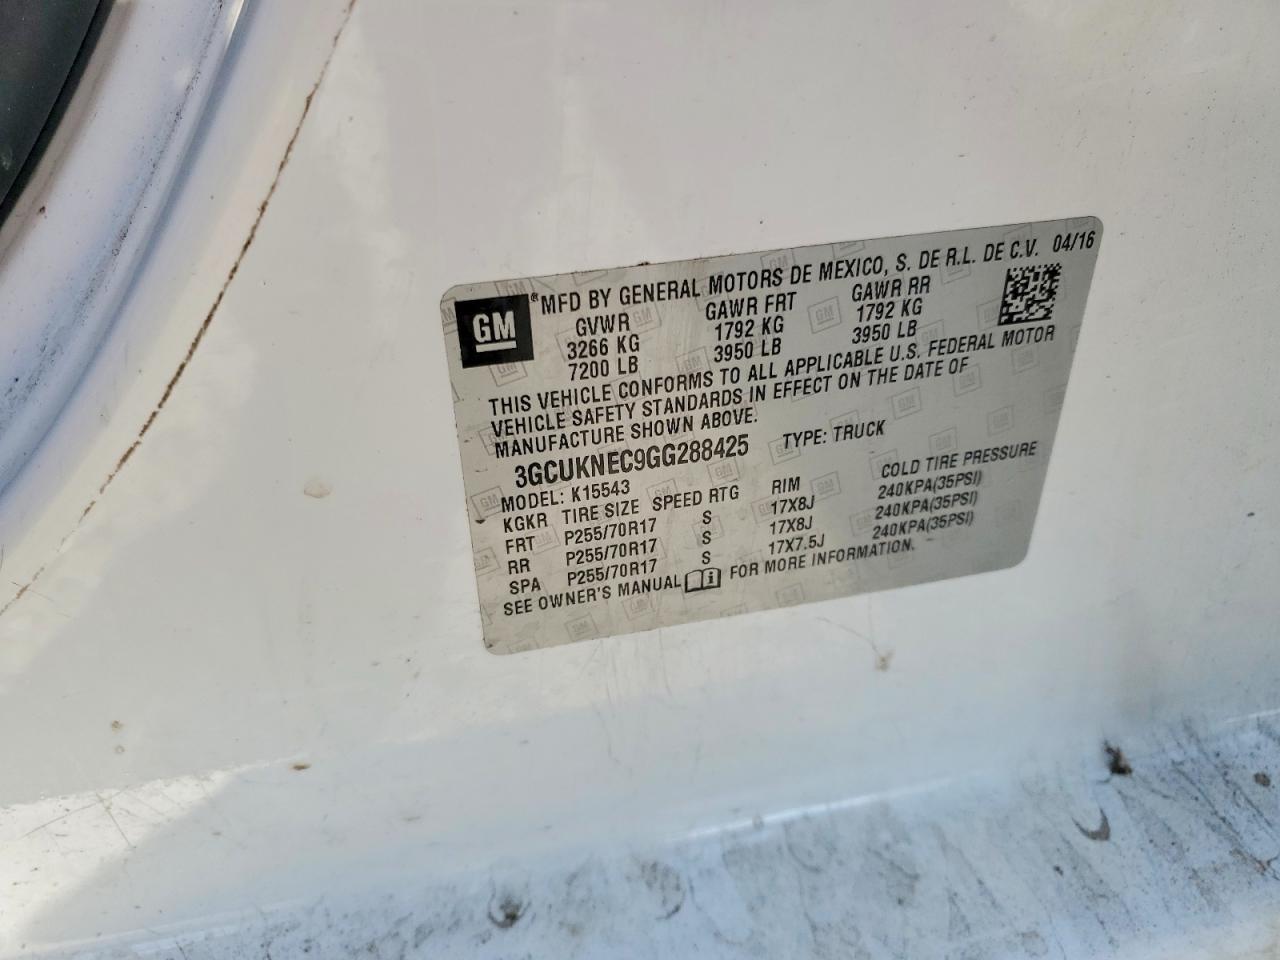 GM ® MFD BY GENERAL MOTORS DE MEXICO, S. DE R.L. DE C.V. 04/16
GVWR GAWR FRT GAWR RR
3266 KG 1792 KG 1792 KG
7200 LB 3950 LB 3950 LB
THIS VEHICLE CONFORMS TO ALL APPLICABLE U.S. FEDERAL MOTOR
VEHICLE SAFETY STANDARDS IN EFFECT ON THE DATE OF
MANUFACTURE SHOWN ABOVE.
3GCUKNEC9GG288425 TYPE: TRUCK
MODEL: K15543
KGKR TIRE SIZE SPEED RTG RIM COLD TIRE PRESSURE
FRT P255/70R17 S 17X8J 240KPA(35PSI)
RR P255/70R17 S 17X8J 240KPA(35PSI)
SPA P255/70R17 S 17X7.5J 240KPA(35PSI)
SEE OWNER'S MANUAL FOR MORE INFORMATION.